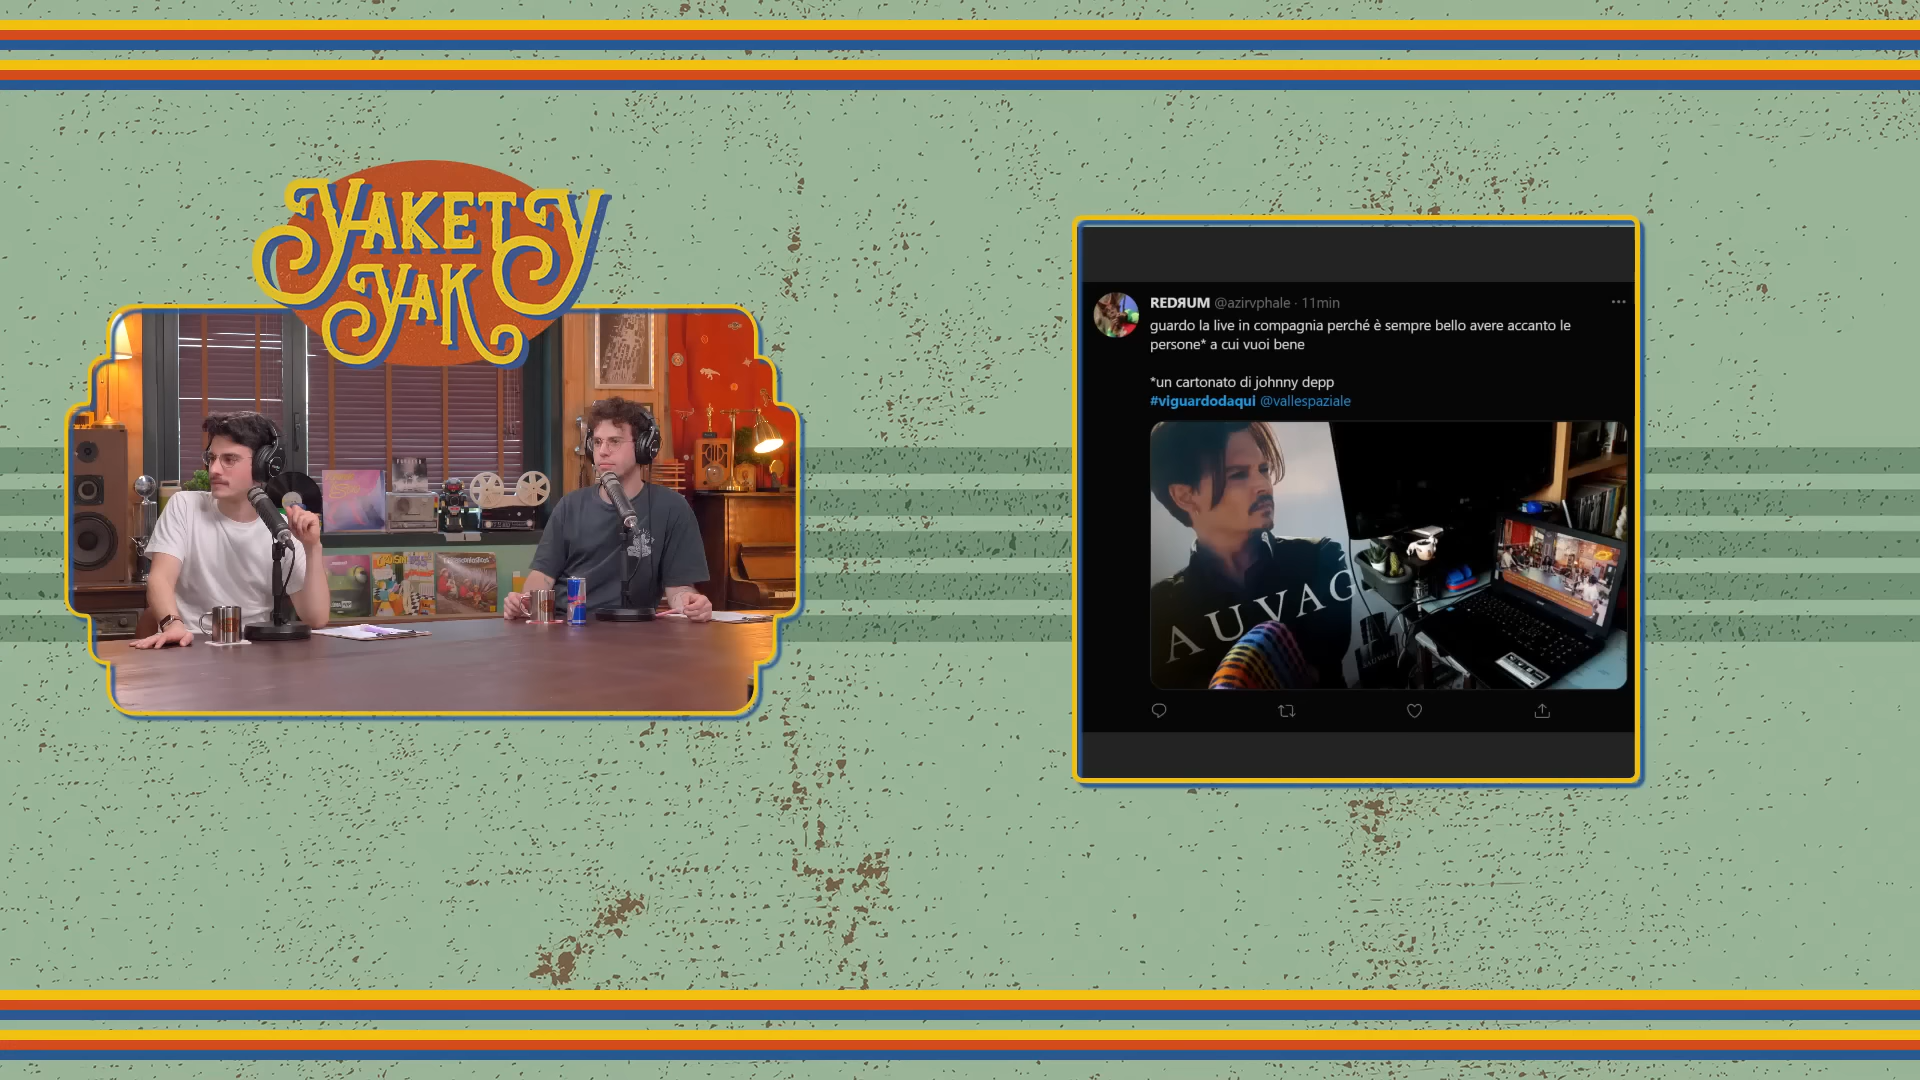 YAKETY
YAK
REDЯUM @azirvphale · 11min
guardo la live in compagnia perché è sempre bello avere accanto le
persone* a cui vuoi bene
*un cartonato di johnny depp
#viguardodaqui @vallespaziale
AUVAG